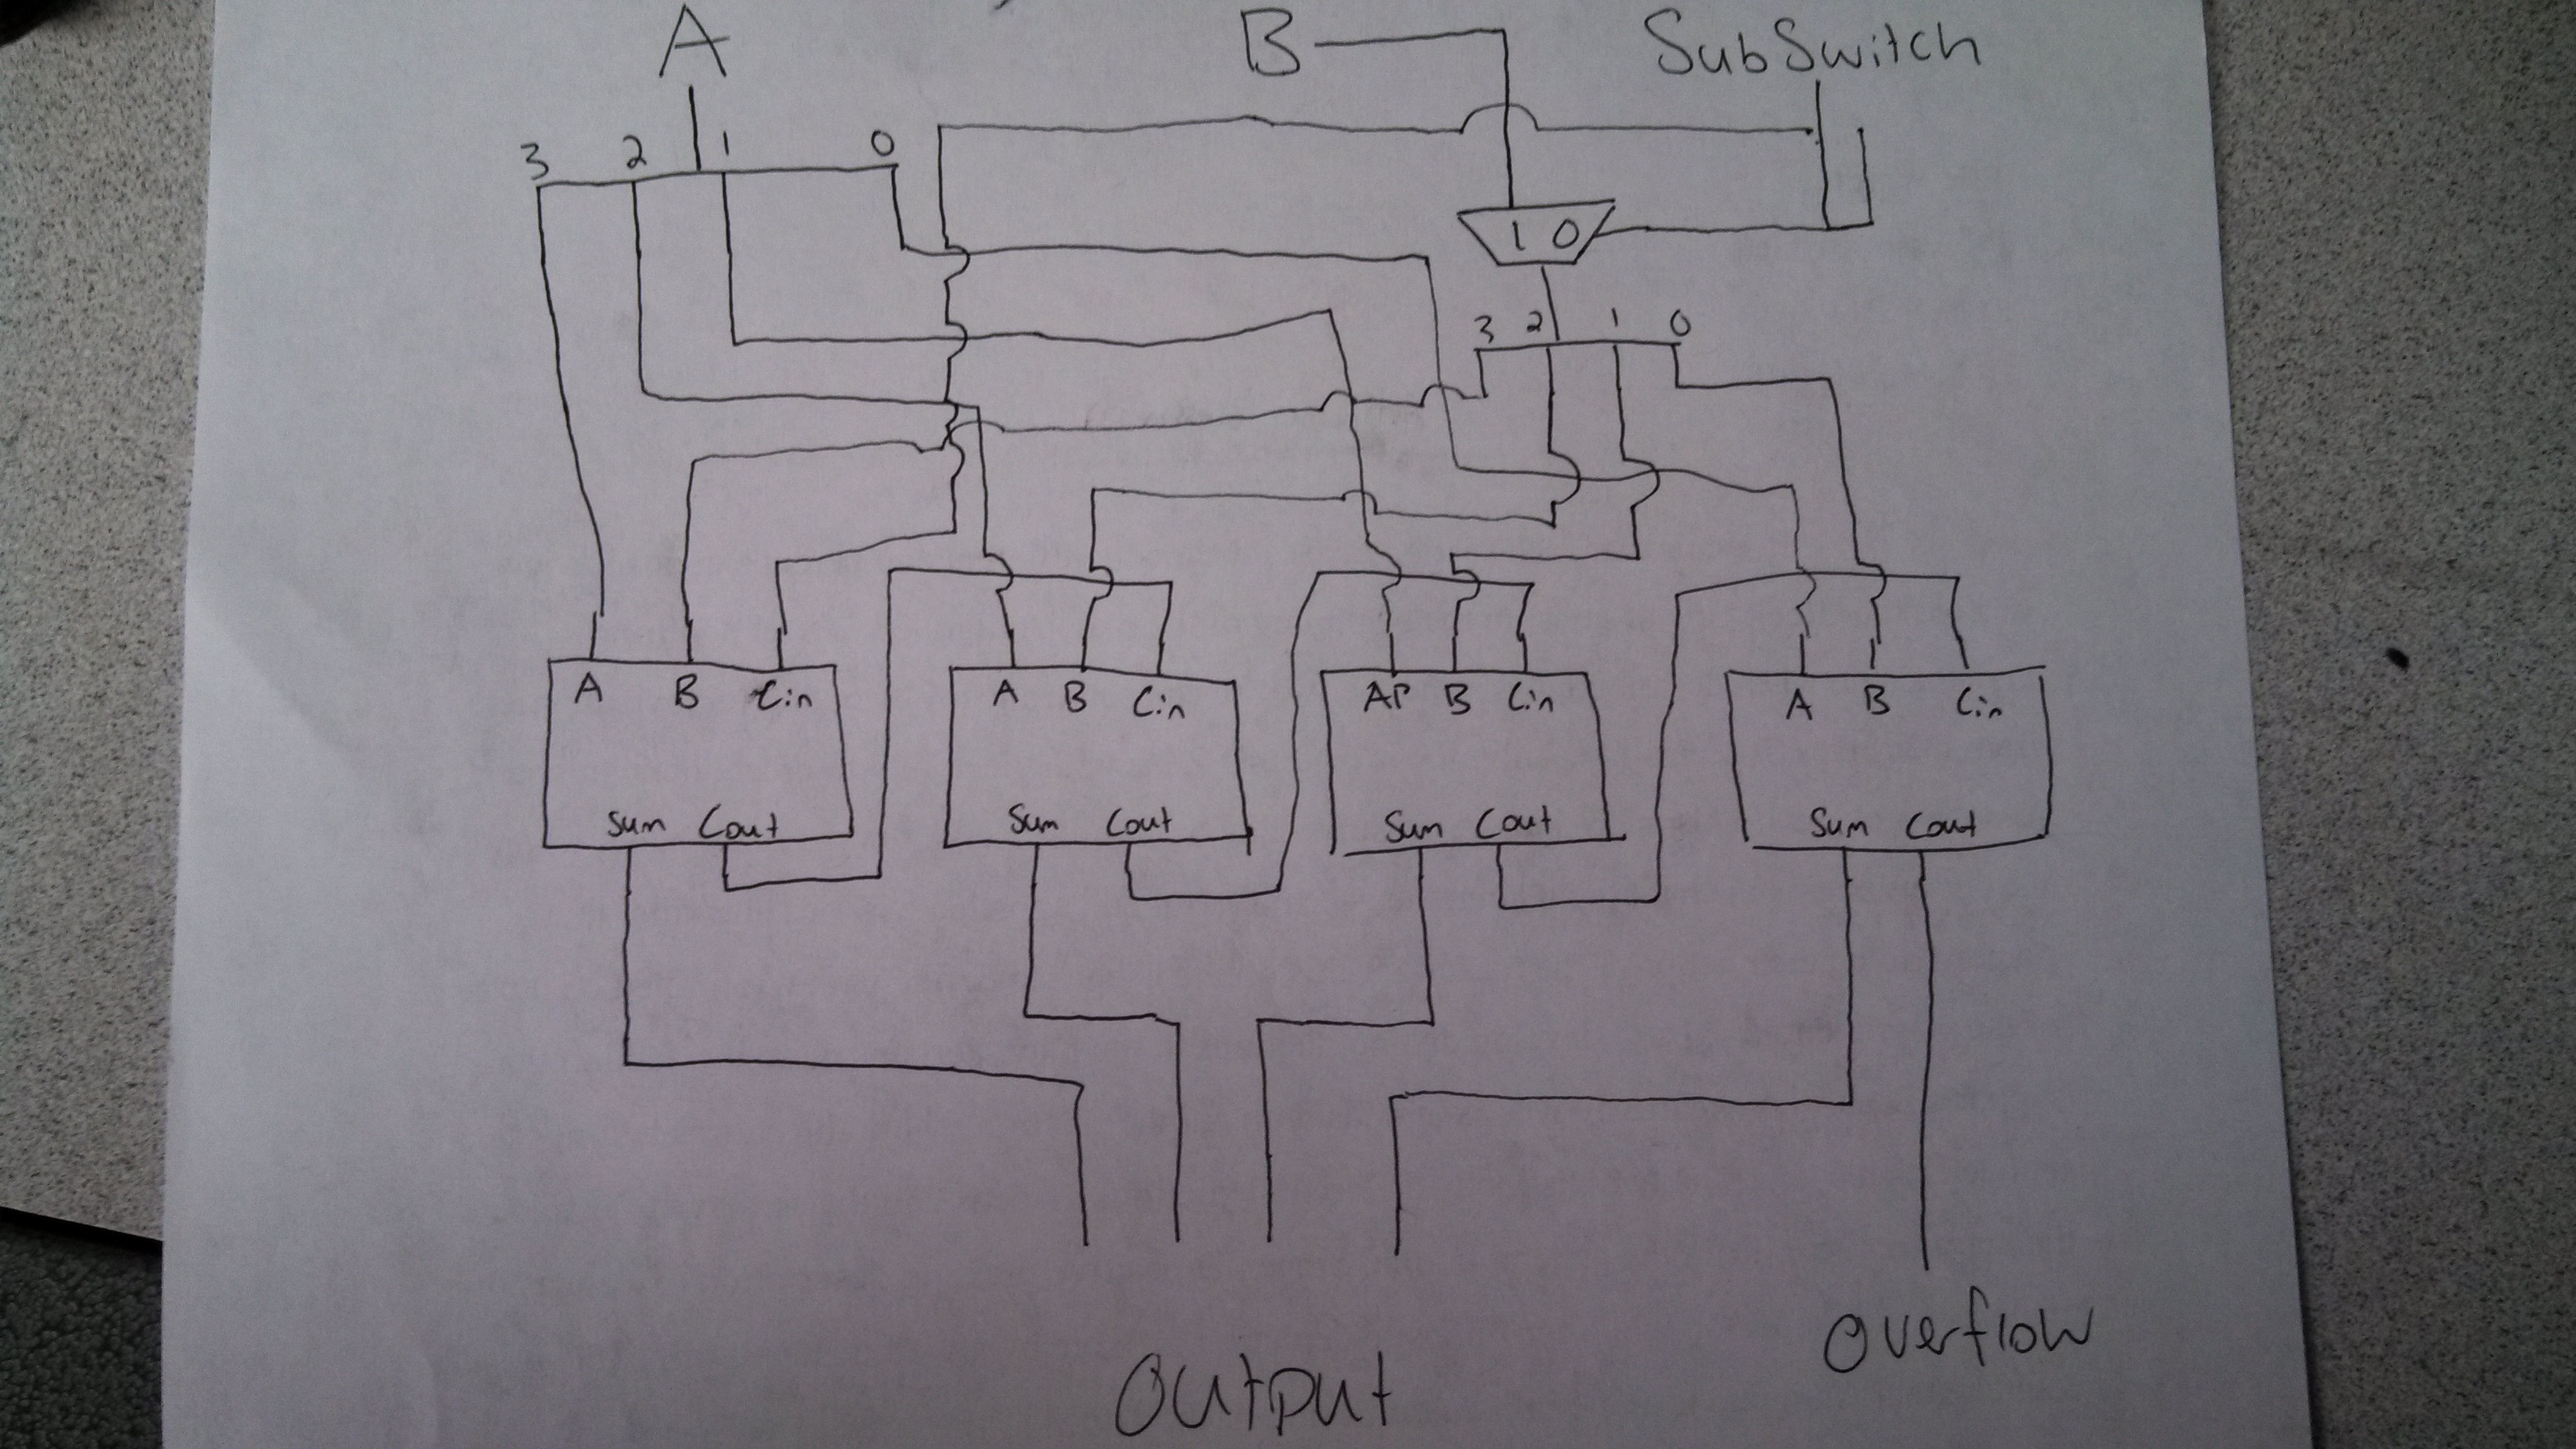 A B SubSwitch
3 2 1 0
1 0
3 2 1 0
A B Cin A B Cin AP B Cin A B Cin
Sum Cout Sum Cout Sum Cout Sum Cout
Overflow
Output